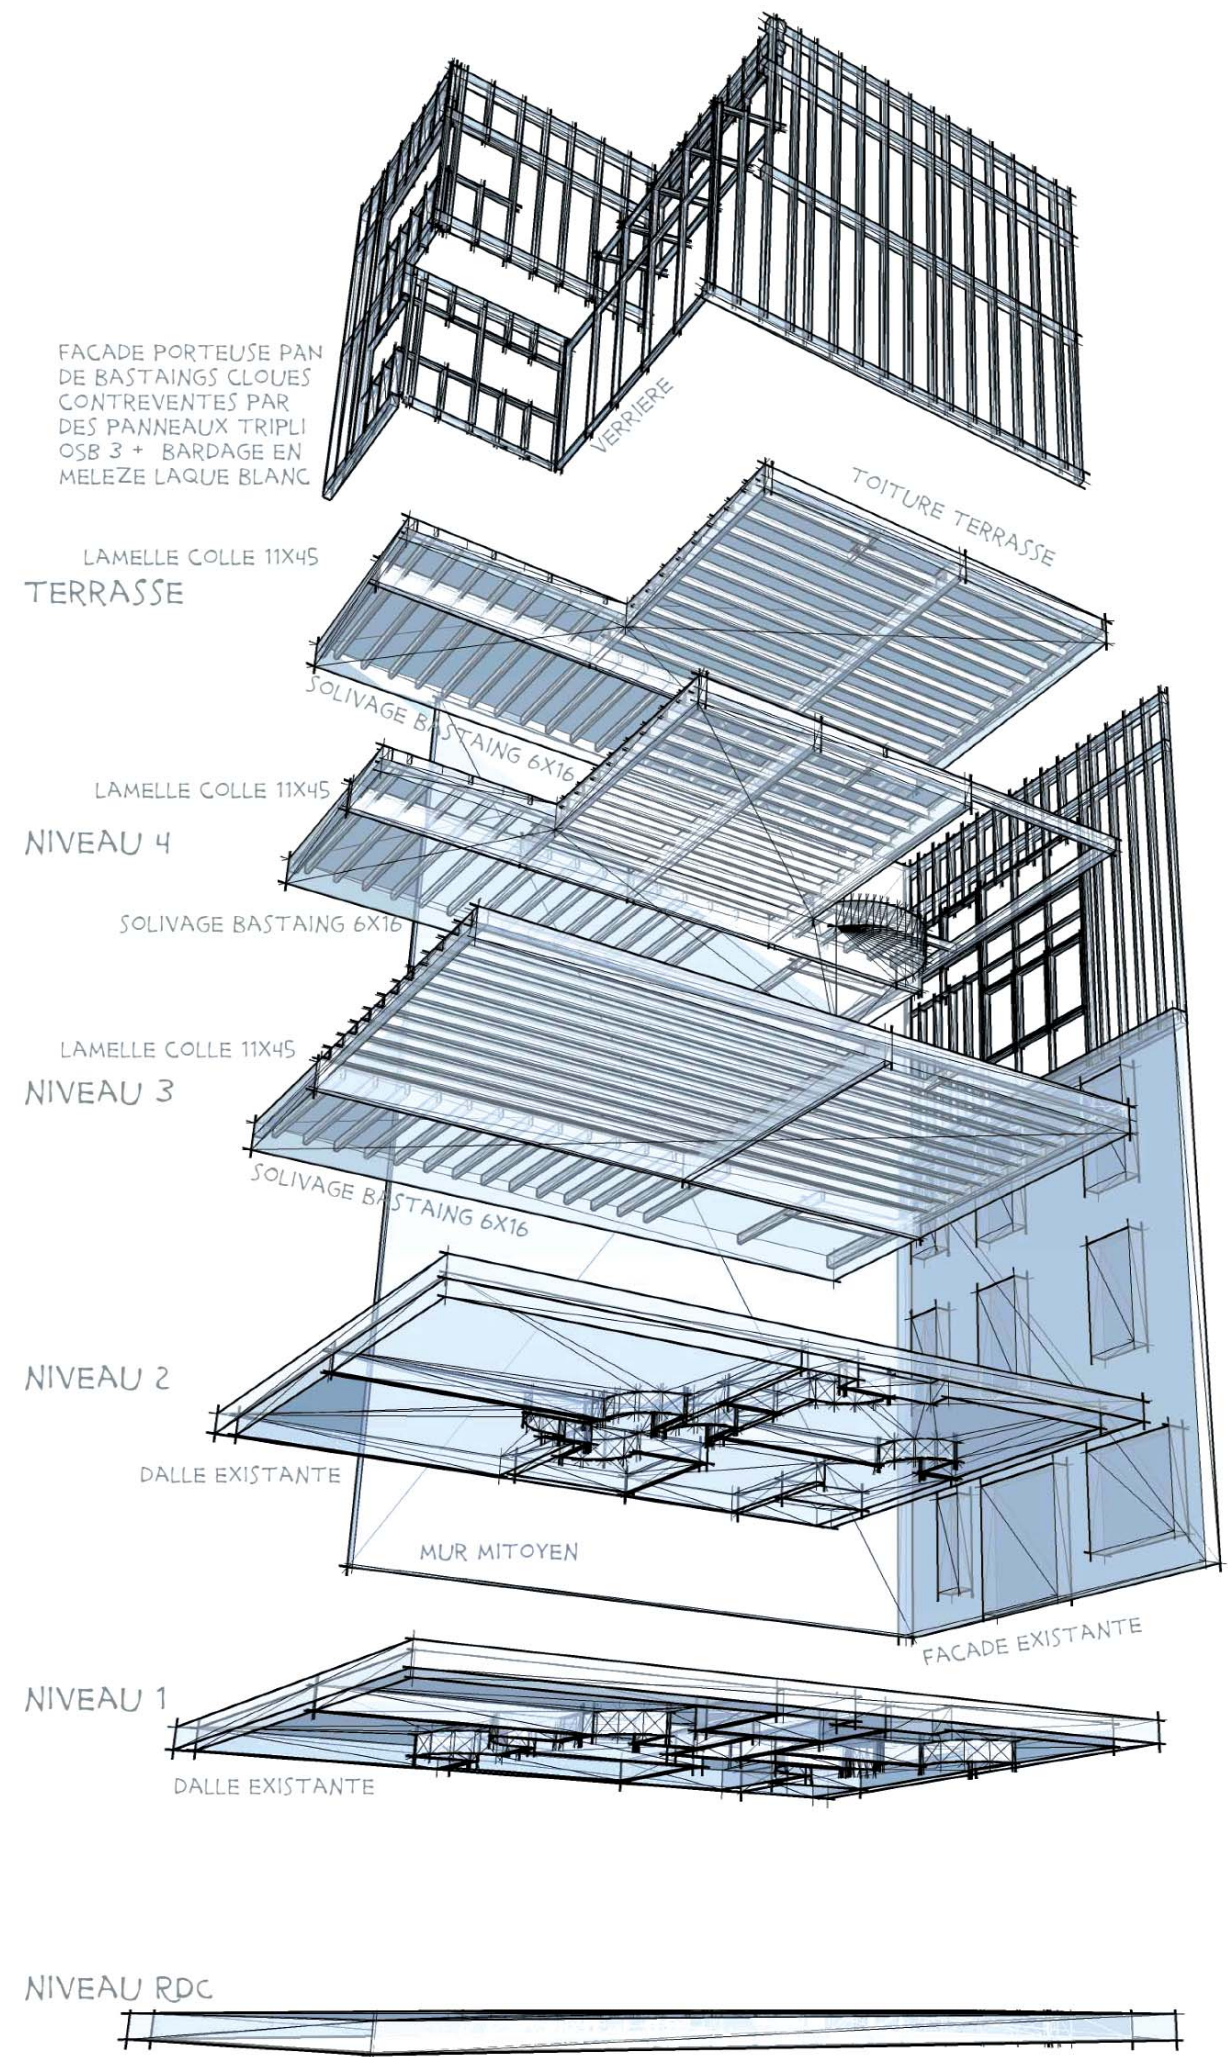 FACADE PORTEUSE PAN
DE BASTAINGS CLOUES
CONTREVENTES PAR
DES PANNEAUX TRIPLI
OSB 3 + BARDAGE EN
MELEZE LAQUE BLANC
VERRIERE
TOITURE TERRASSE
LAMELLE COLLE 11X45
TERRASSE
SOLIVAGE BASTAING 6X16
LAMELLE COLLE 11X45
NIVEAU 4
SOLIVAGE BASTAING 6X16
LAMELLE COLLE 11X45
NIVEAU 3
SOLIVAGE BASTAING 6X16
NIVEAU 2
DALLE EXISTANTE
MUR MITOYEN
FACADE EXISTANTE
NIVEAU 1
DALLE EXISTANTE
NIVEAU RDC